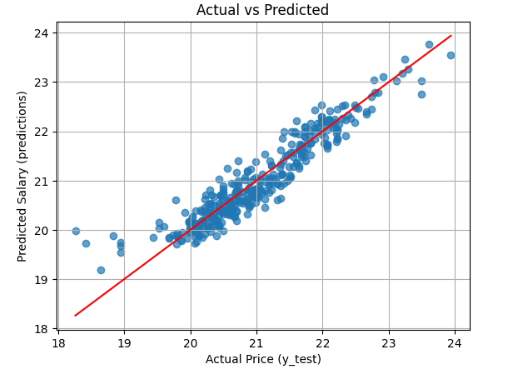 Actual vs Predicted
24
23
22
21
20
19
18
Predicted Salary (predictions)
18 19 20 21 22 23 24
Actual Price (y_test)